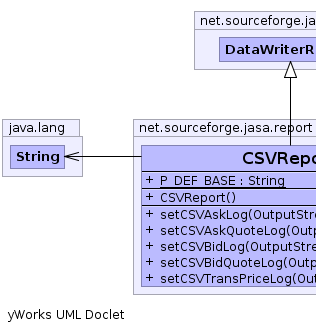 net.sourceforge.ja
DataWriterR
java.lang
String
net.sourceforge.jasa.report
CSVRepo
+ P_DEF_BASE : String
+ CSVReport()
+ setCSVAskLog(OutputStre
+ setCSVAskQuoteLog(Outp
+ setCSVBidLog(OutputStre
+ setCSVBidQuoteLog(Outp
+ setCSVTransPriceLog(Out
yWorks UML Doclet